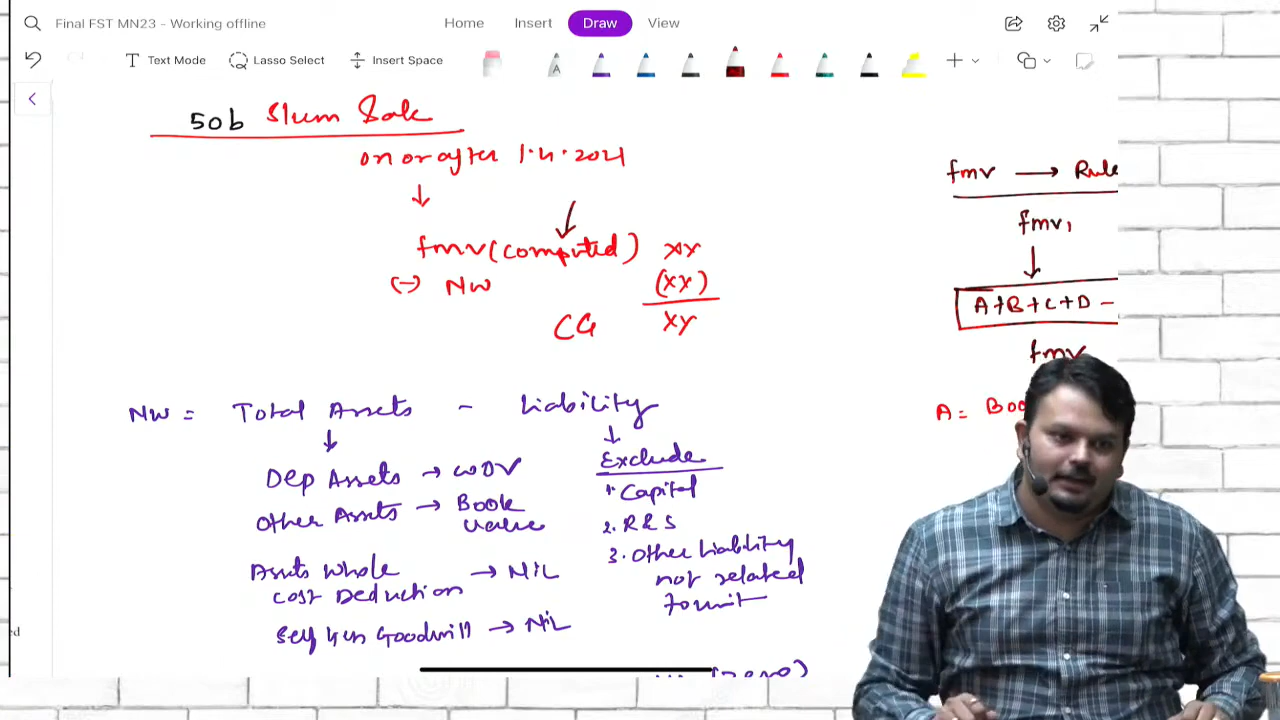 Final FST MN23 - Working offline
Home Insert Draw View
Text Mode Lasso Select Insert Space
50b Slum Sale
on or after 1.4.2021
fmv (computed) xx
(-) NW (xx)
CG xy
NW = Total Assets - Liability
Dep Assets → WDV
Other Assets → Book value
Assets whole cost Deduction → NIL
Self Gen Goodwill → NIL
Exclude
1. Capital
2. R&S
3. Other Liability
not related
to unit
fmv → Rule
fmv,
A+B+C+D -
fmv
A = Boo
ed